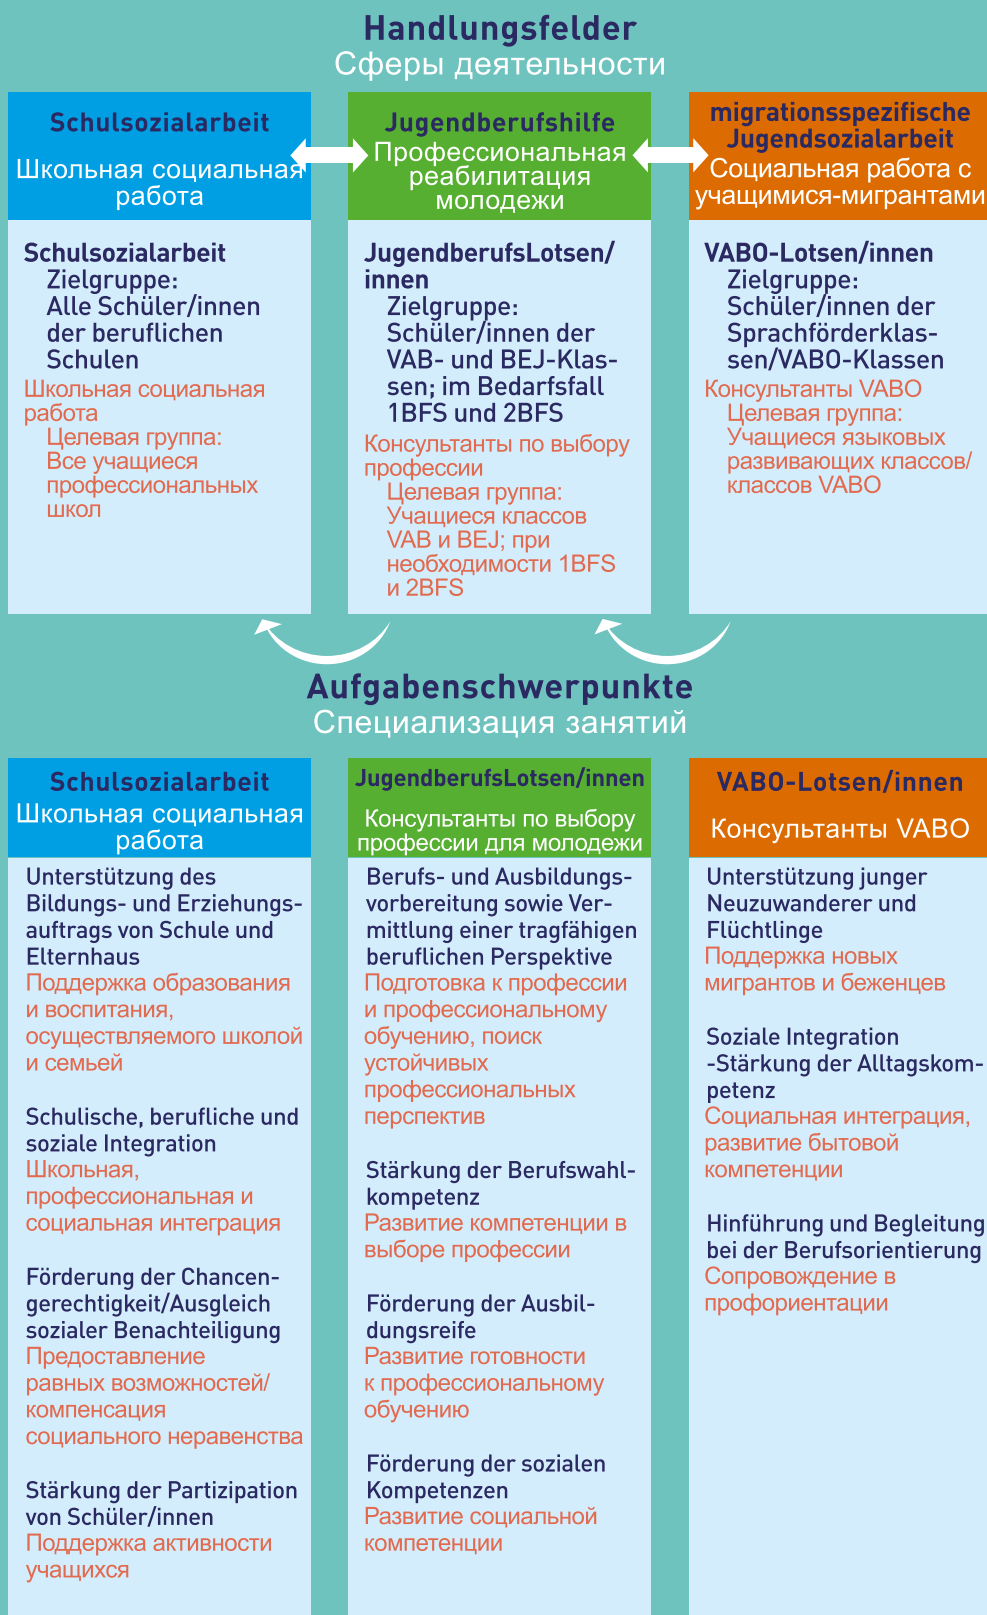 Handlungsfelder
Сферы деятельности
Schulsozialarbeit
Школьная социальная
работа
Jugendberufshilfe
Профессиональная
реабилитация
молодежи
migrationsspezifische
Jugendsozialarbeit
Социальная работа с
учащимися-мигрантами
Schulsozialarbeit
Zielgruppe:
Alle Schüler/innen
der beruflichen
Schulen
Школьная социальная
работа
Целевая группа:
Все учащиеся
профессиональных
школ
JugendberufsLotsen/
innen
Zielgruppe:
Schüler/innen der
VAB- und BEJ-Klas-
sen; im Bedarfsfall
1BFS und 2BFS
Консультанты по выбору
профессии
Целевая группа:
Учащиеся классов
VAB и BEJ; при
необходимости 1BFS
и 2BFS
VABO-Lotsen/innen
Zielgruppe:
Schüler/innen der
Sprachförderklas-
sen/VABO-Klassen
Консультанты VABO
Целевая группа:
Учащиеся языковых
развивающих классов/
классов VABO
Aufgabenschwerpunkte
Специализация занятий
Schulsozialarbeit
Школьная социальная
работа
Unterstützung des
Bildungs- und Erziehungs-
auftrags von Schule und
Elternhaus
Поддержка образования
и воспитания,
осуществляемого школой
и семьей
Schulische, berufliche und
soziale Integration
Школьная,
профессиональная и
социальная интеграция
Förderung der Chancen-
gerechtigkeit/Ausgleich
sozialer Benachteiligung
Предоставление
равных возможностей/
компенсация
социального неравенства
Stärkung der Partizipation
von Schüler/innen
Поддержка активности
учащихся
JugendberufsLotsen/innen
Консультанты по выбору
профессии для молодежи
Berufs- und Ausbildungs-
vorbereitung sowie Ver-
mittlung einer tragfähigen
beruflichen Perspektive
Подготовка к профессии
и профессиональному
обучению, поиск
устойчивых
профессиональных
перспектив
Stärkung der Berufswahl-
kompetenz
Развитие компетенции в
выборе профессии
Förderung der Ausbil-
dungsreife
Развитие готовности
к профессиональному
обучению
Förderung der sozialen
Kompetenzen
Развитие социальной
компетенции
VABO-Lotsen/innen
Консультанты VABO
Unterstützung junger
Neuzuwanderer und
Flüchtlinge
Поддержка новых
мигрантов и беженцев
Soziale Integration
-Stärkung der Alltagskom-
petenz
Социальная интеграция,
развитие бытовой
компетенции
Hinführung und Begleitung
bei der Berufsorientierung
Сопровождение в
профориентации